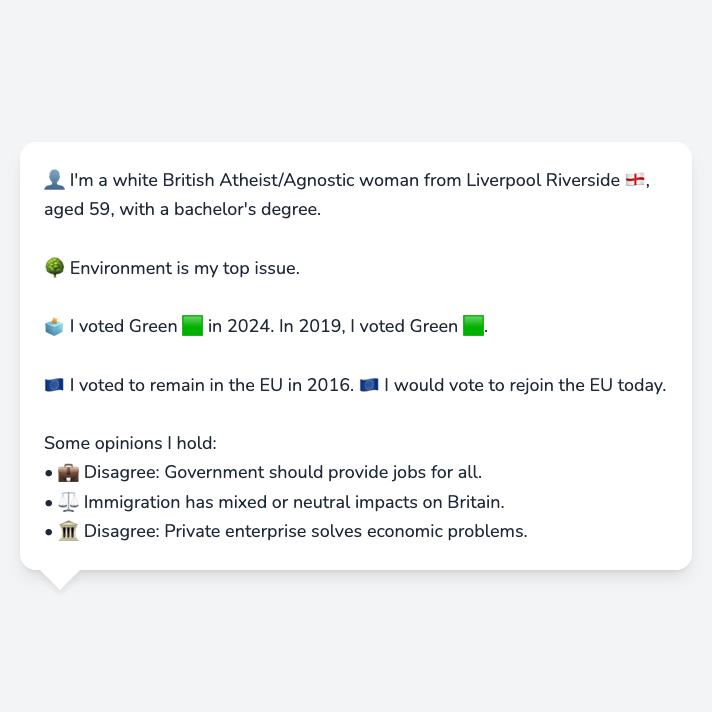 👤 I'm a white British Atheist/Agnostic woman from Liverpool Riverside 🏴󠁧󠁢󠁥󠁮󠁧󠁿,
aged 59, with a bachelor's degree.
🌳 Environment is my top issue.
🗳️ I voted Green 🟩 in 2024. In 2019, I voted Green 🟩.
🇪🇺 I voted to remain in the EU in 2016. 🇪🇺 I would vote to rejoin the EU today.
Some opinions I hold:
• 💼 Disagree: Government should provide jobs for all.
• ⚖️ Immigration has mixed or neutral impacts on Britain.
• 🏛️ Disagree: Private enterprise solves economic problems.